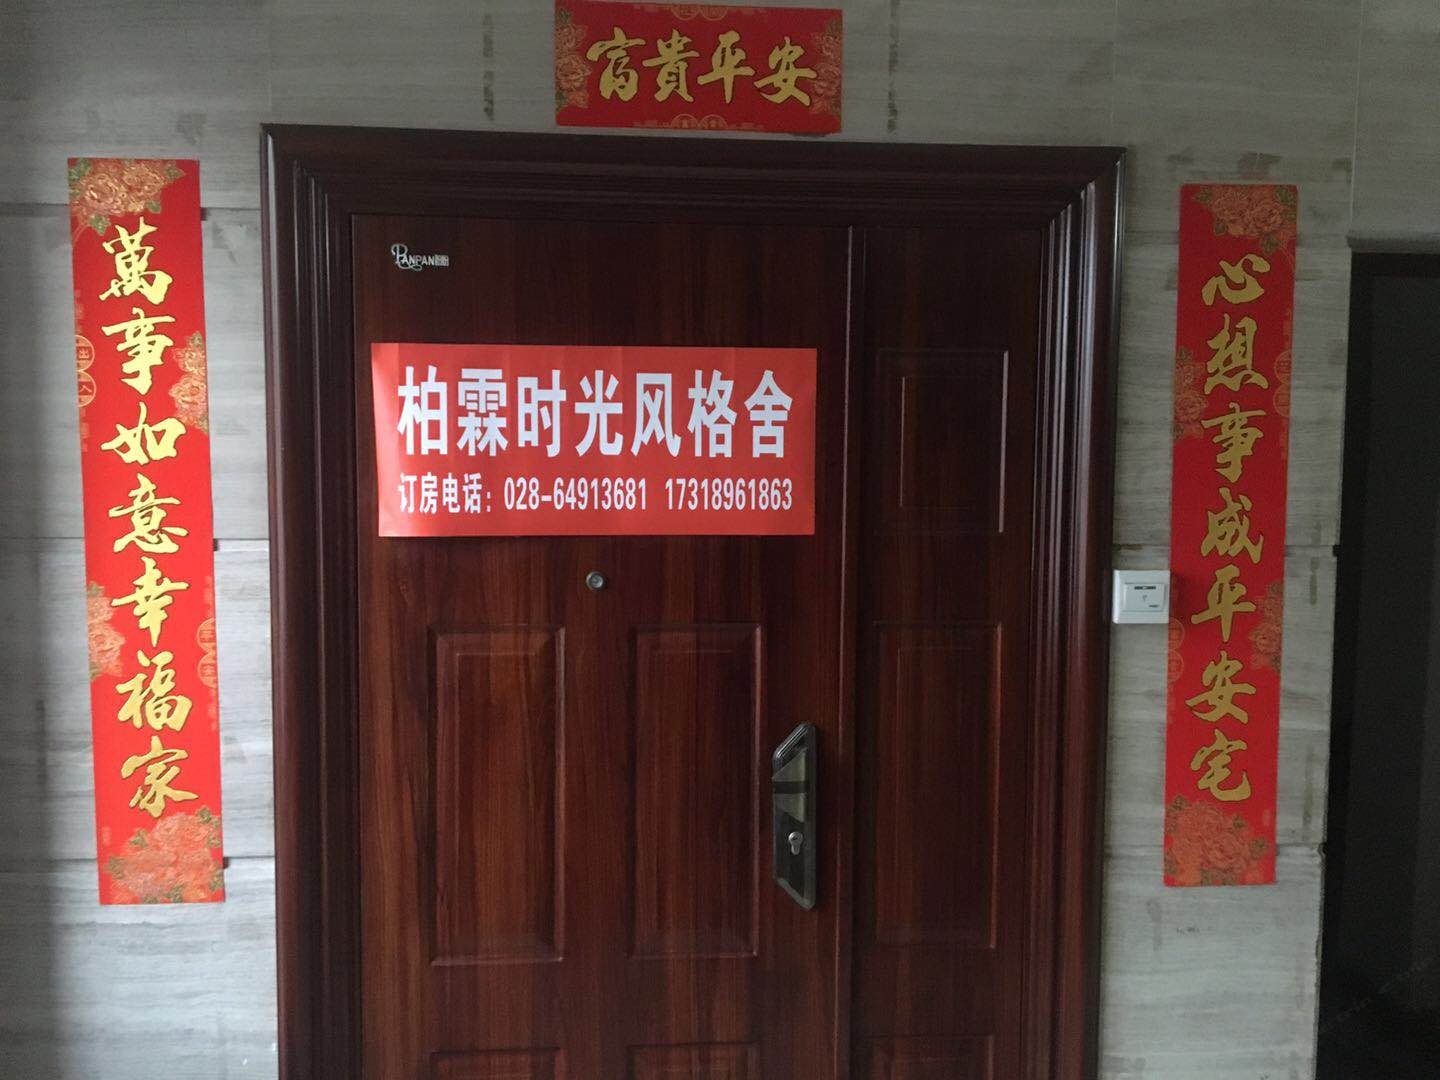 富貴平安
萬事如意幸福家
心想事成平安宅
PANPAN
柏霖时光风格舍
订房电话：028-64913681 17318961863